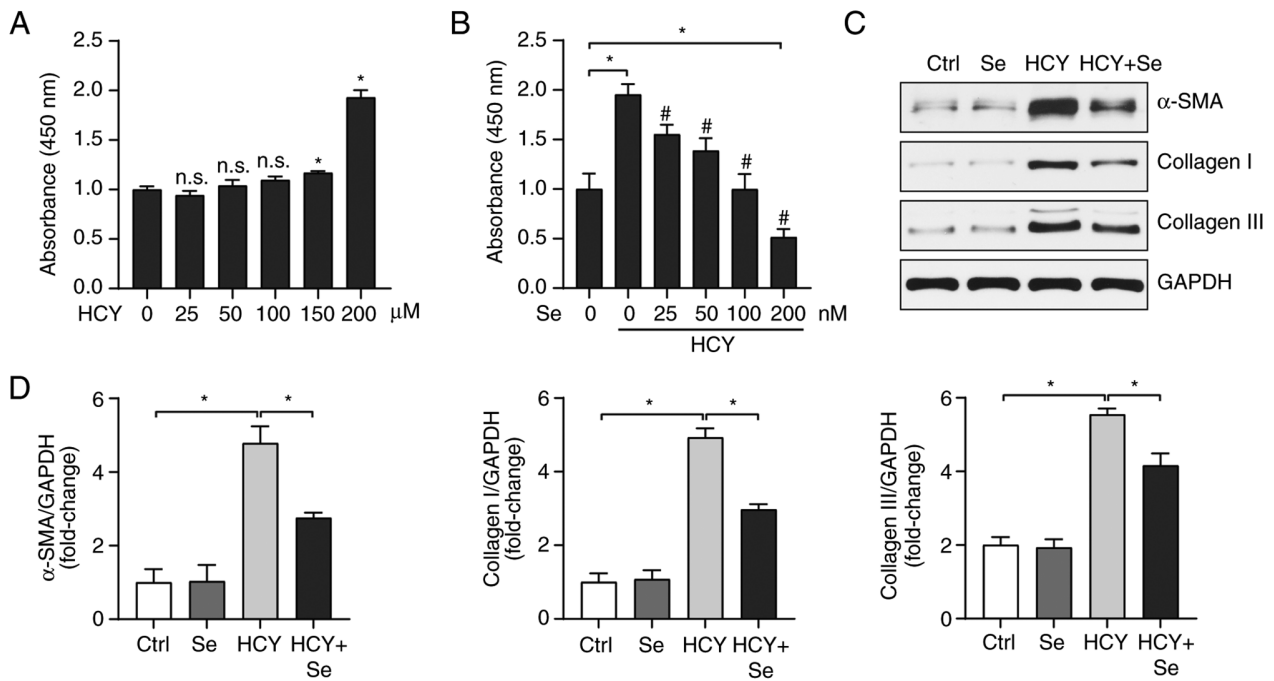 A
Absorbance (450 nm)
2.5
2.0
1.5
1.0
0.5
0.0
n.s.
n.s.
n.s.
*
*
HCY 0 25 50 100 150 200 μM
B
Absorbance (450 nm)
2.5
2.0
1.5
1.0
0.5
0.0
*
*
#
#
#
#
Se 0 0 25 50 100 200 nM
HCY
C
Ctrl Se HCY HCY+Se
α-SMA
Collagen I
Collagen III
GAPDH
D
α-SMA/GAPDH
(fold-change)
6
4
2
0
* *
Ctrl Se HCY HCY+
Se
Collagen I/GAPDH
(fold-change)
6
4
2
0
* *
Ctrl Se HCY HCY+
Se
Collagen III/GAPDH
(fold-change)
6
4
2
0
* *
Ctrl Se HCY HCY+
Se